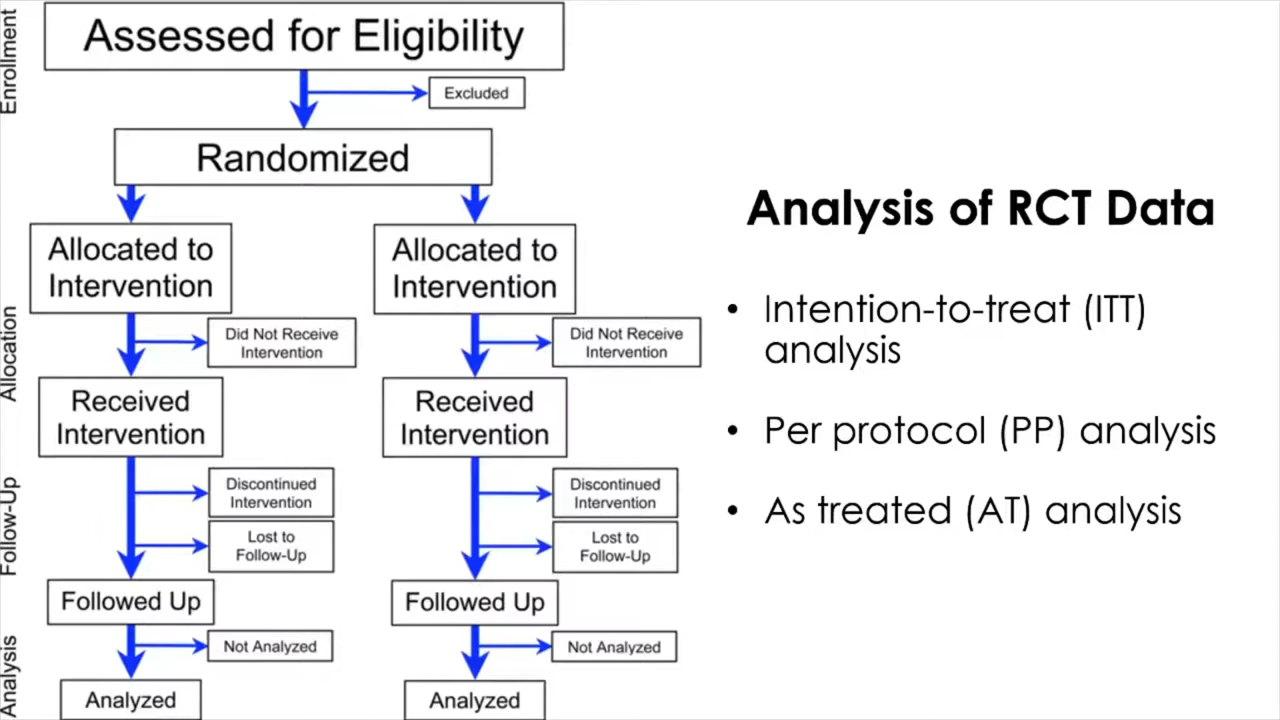 Enrollment
Assessed for Eligibility
Excluded
Randomized
Allocation
Allocated to
Intervention
Allocated to
Intervention
Did Not Receive
Intervention
Did Not Receive
Intervention
Received
Intervention
Received
Intervention
Follow-Up
Discontinued
Intervention
Discontinued
Intervention
Lost to
Follow-Up
Lost to
Follow-Up
Followed Up
Followed Up
Analysis
Not Analyzed
Not Analyzed
Analyzed
Analyzed
Analysis of RCT Data
• Intention-to-treat (ITT)
analysis
• Per protocol (PP) analysis
• As treated (AT) analysis